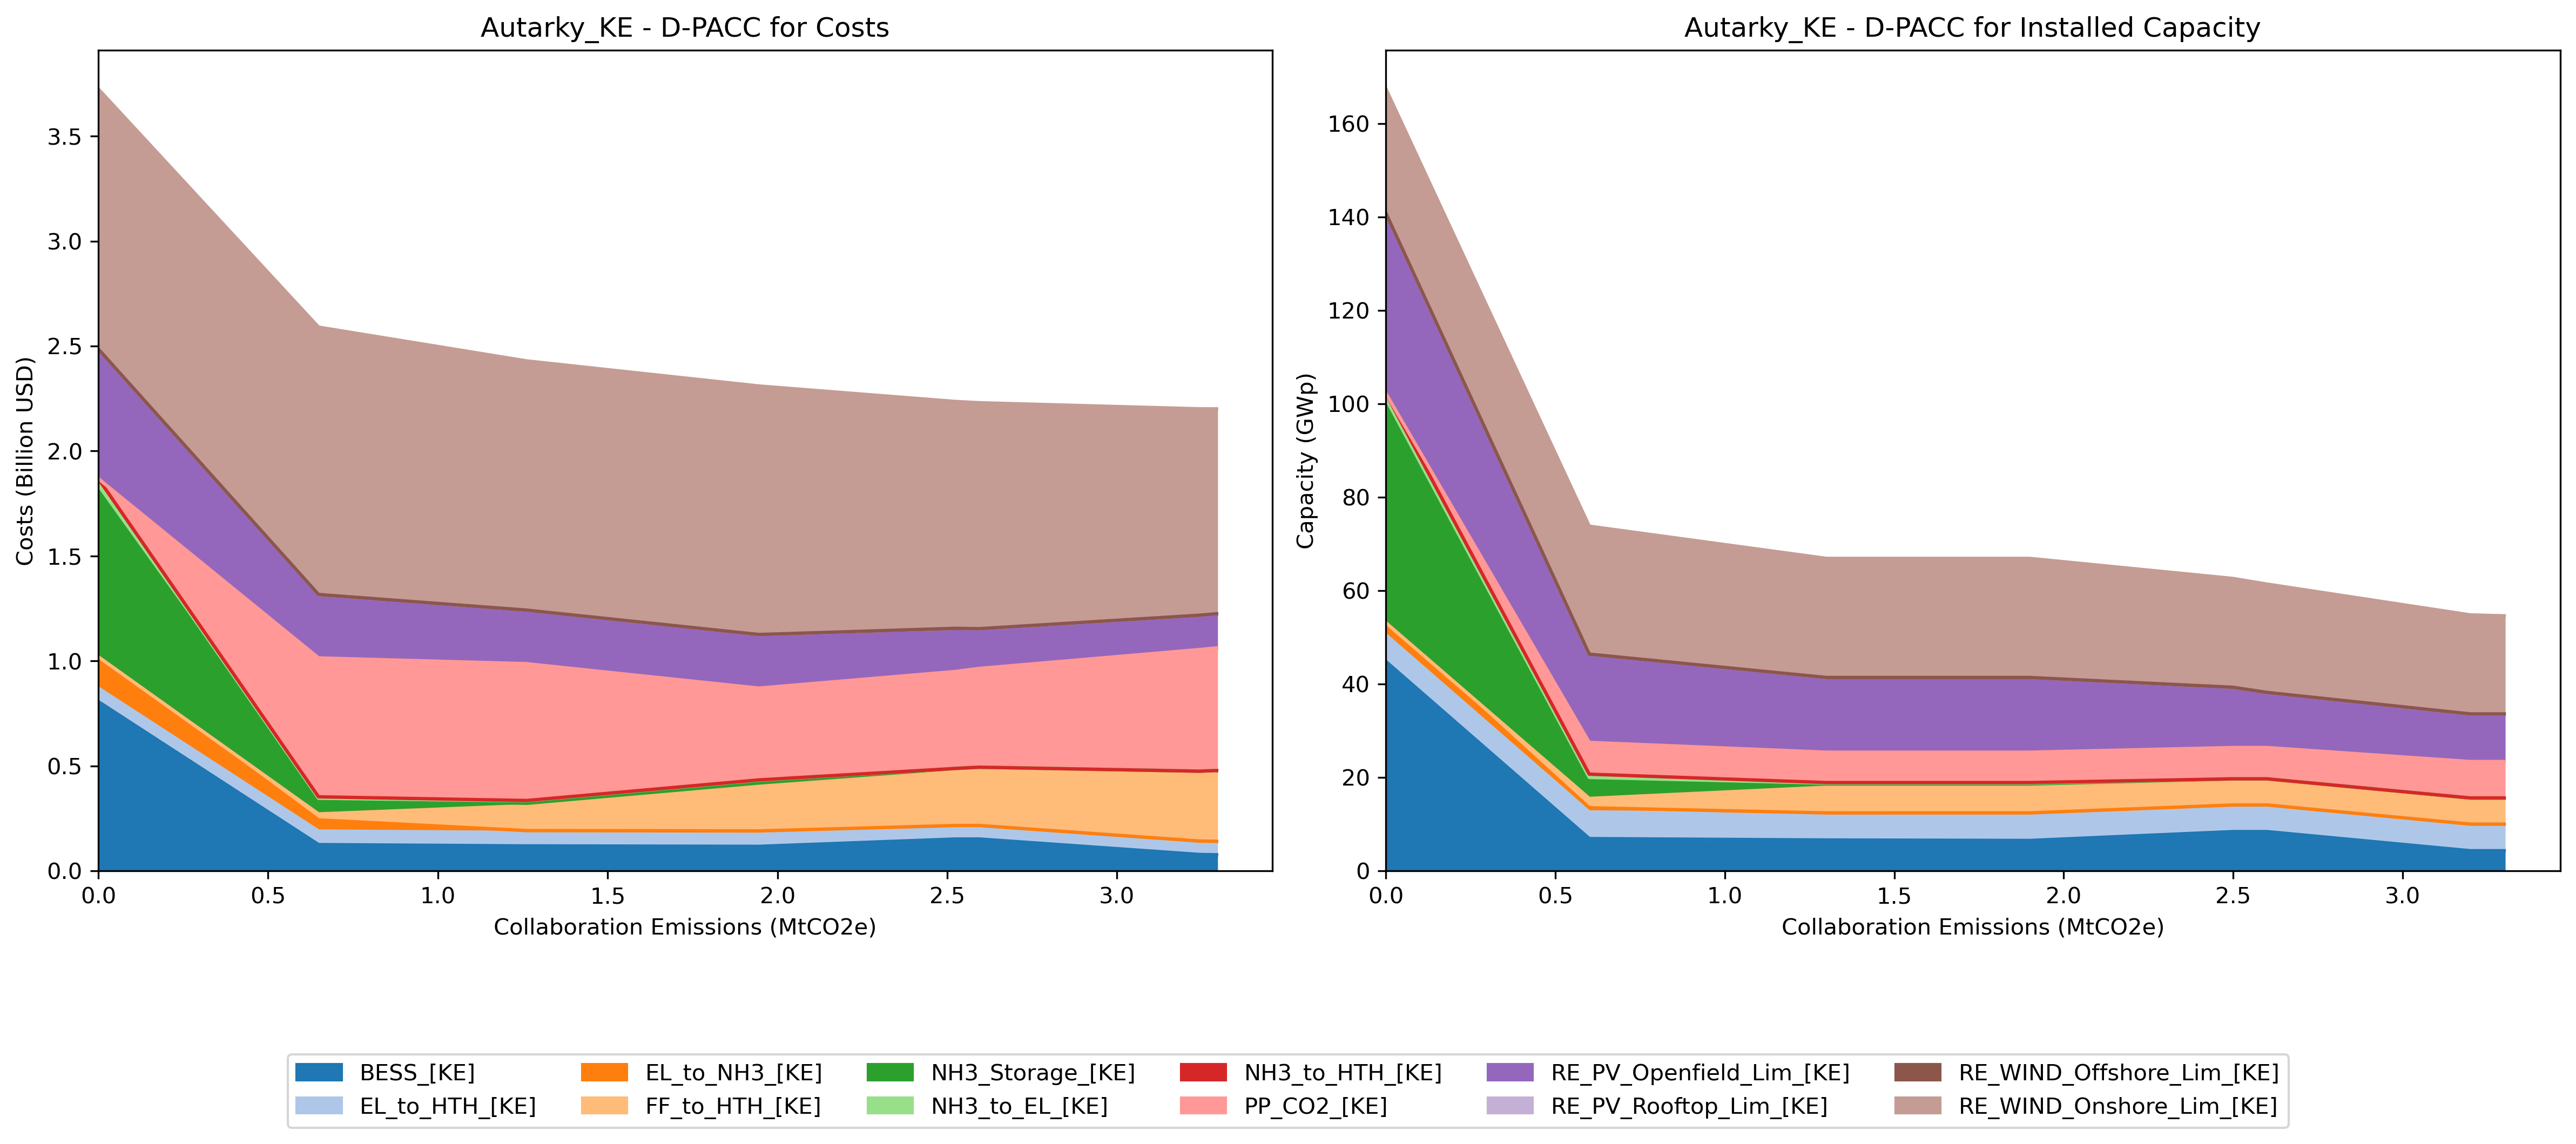 Autarky_KE - D-PACC for Costs
Costs (Billion USD)
3.5
3.0
2.5
2.0
1.5
1.0
0.5
0.0
0.0 0.5 1.0 1.5 2.0 2.5 3.0
Collaboration Emissions (MtCO2e)
Autarky_KE - D-PACC for Installed Capacity
Capacity (GWp)
160
140
120
100
80
60
40
20
0
0.0 0.5 1.0 1.5 2.0 2.5 3.0
Collaboration Emissions (MtCO2e)
BESS_[KE] EL_to_NH3_[KE] NH3_Storage_[KE] NH3_to_HTH_[KE] RE_PV_Openfield_Lim_[KE] RE_WIND_Offshore_Lim_[KE]
EL_to_HTH_[KE] FF_to_HTH_[KE] NH3_to_EL_[KE] PP_CO2_[KE] RE_PV_Rooftop_Lim_[KE] RE_WIND_Onshore_Lim_[KE]